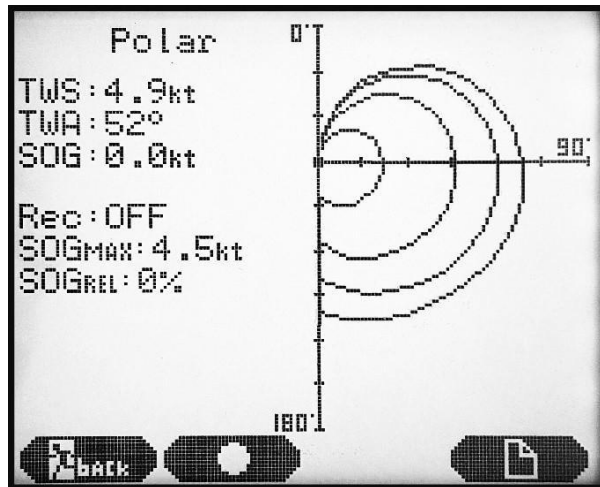 Polar
TWS:4.9kt
TWA:52°
SOG:0.0kt
Rec:OFF
SOGMAX:4.5kt
SOGREL:0%
0°
90°
180°
back